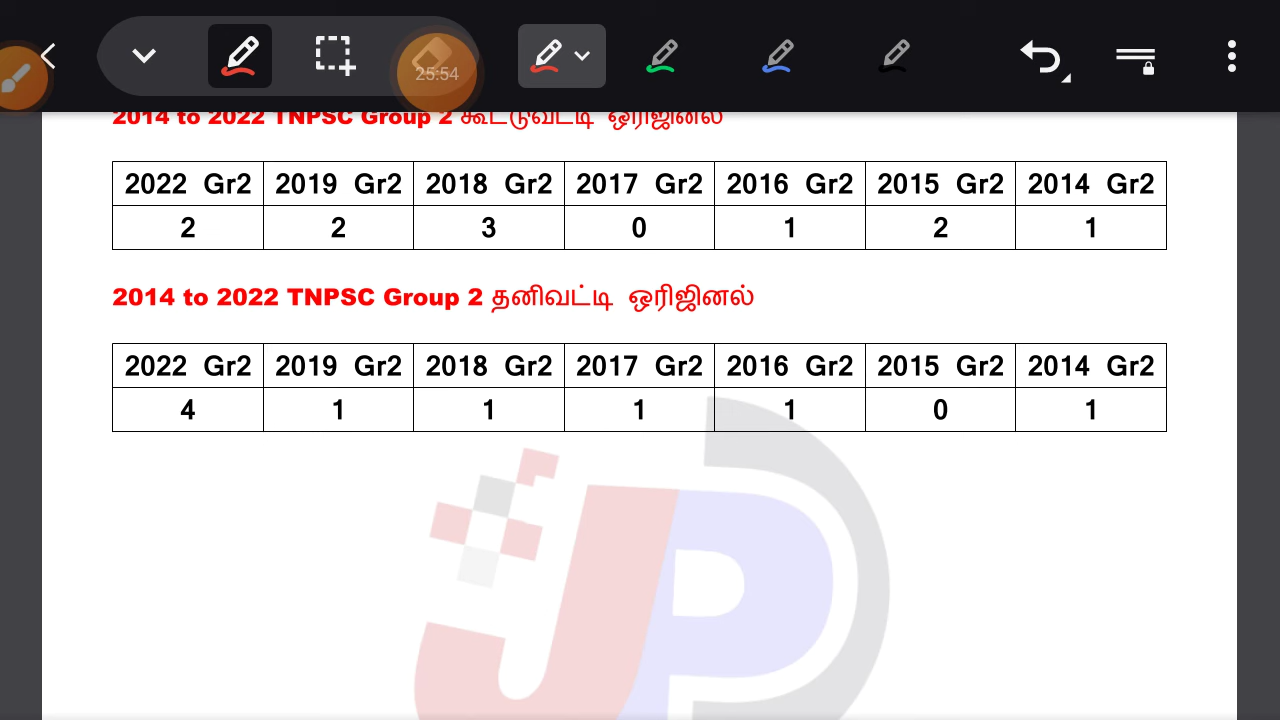 25:54
2014 to 2022 TNPSC Group 2 கூட்டுவட்டி ஒரிஜினல்
2022 Gr2 2019 Gr2 2018 Gr2 2017 Gr2 2016 Gr2 2015 Gr2 2014 Gr2
2 2 3 0 1 2 1
2014 to 2022 TNPSC Group 2 தனிவட்டி ஒரிஜினல்
2022 Gr2 2019 Gr2 2018 Gr2 2017 Gr2 2016 Gr2 2015 Gr2 2014 Gr2
4 1 1 1 1 0 1
JP